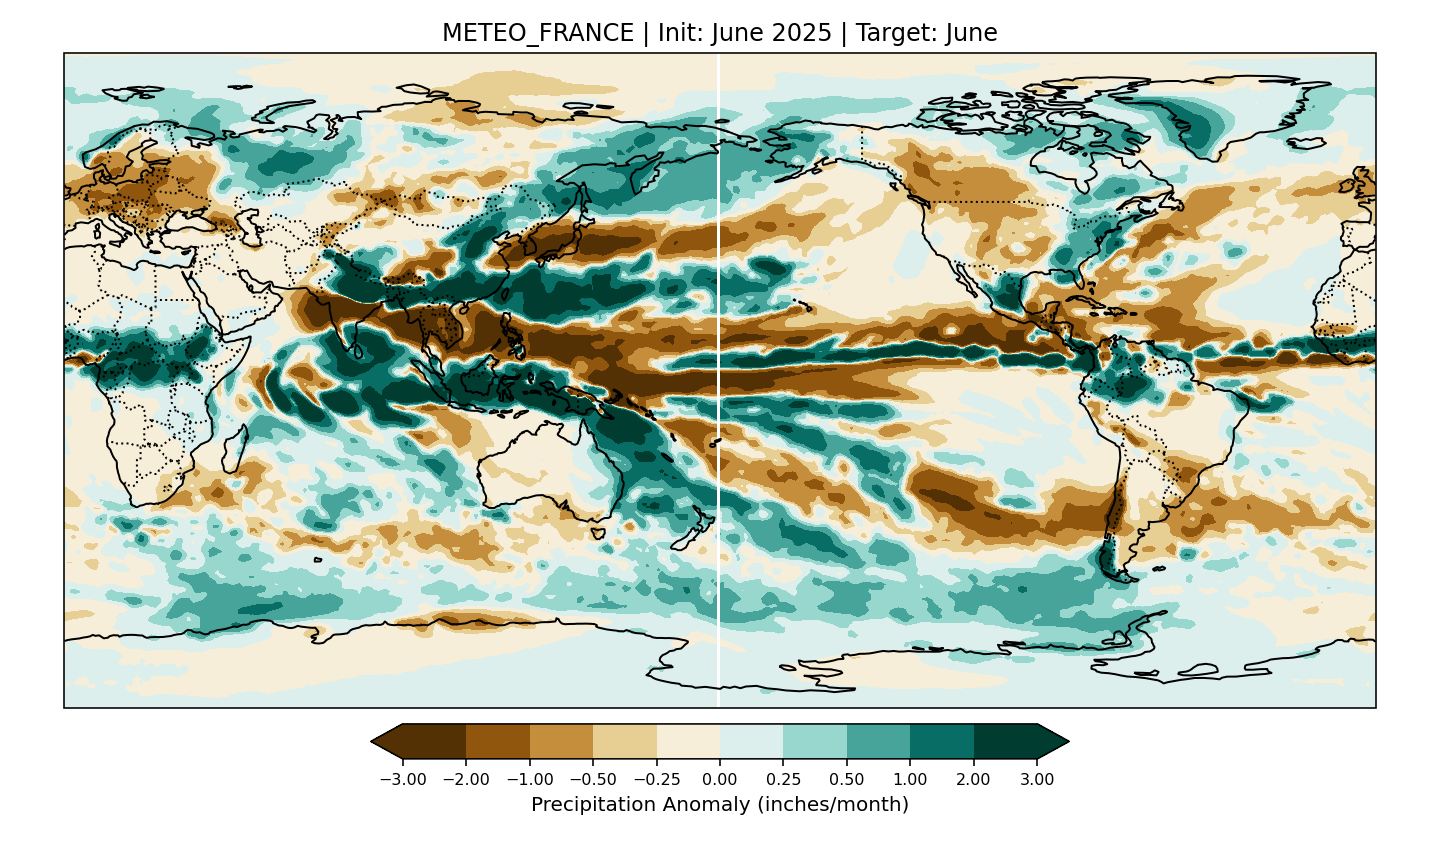 METEO_FRANCE | Init: June 2025 | Target: June
−3.00 −2.00 −1.00 −0.50 −0.25 0.00 0.25 0.50 1.00 2.00 3.00
Precipitation Anomaly (inches/month)